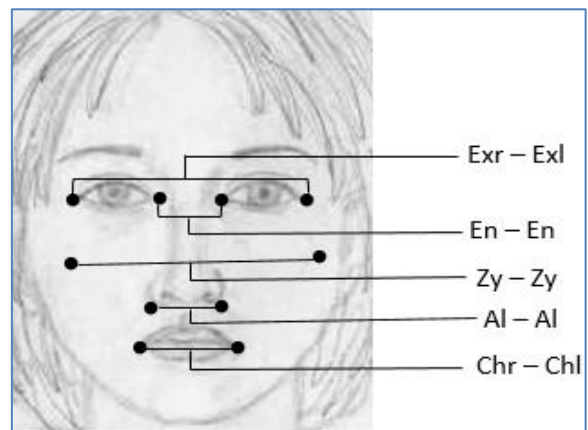 Exr – Exl
En – En
Zy – Zy
Al – Al
Chr – Chl